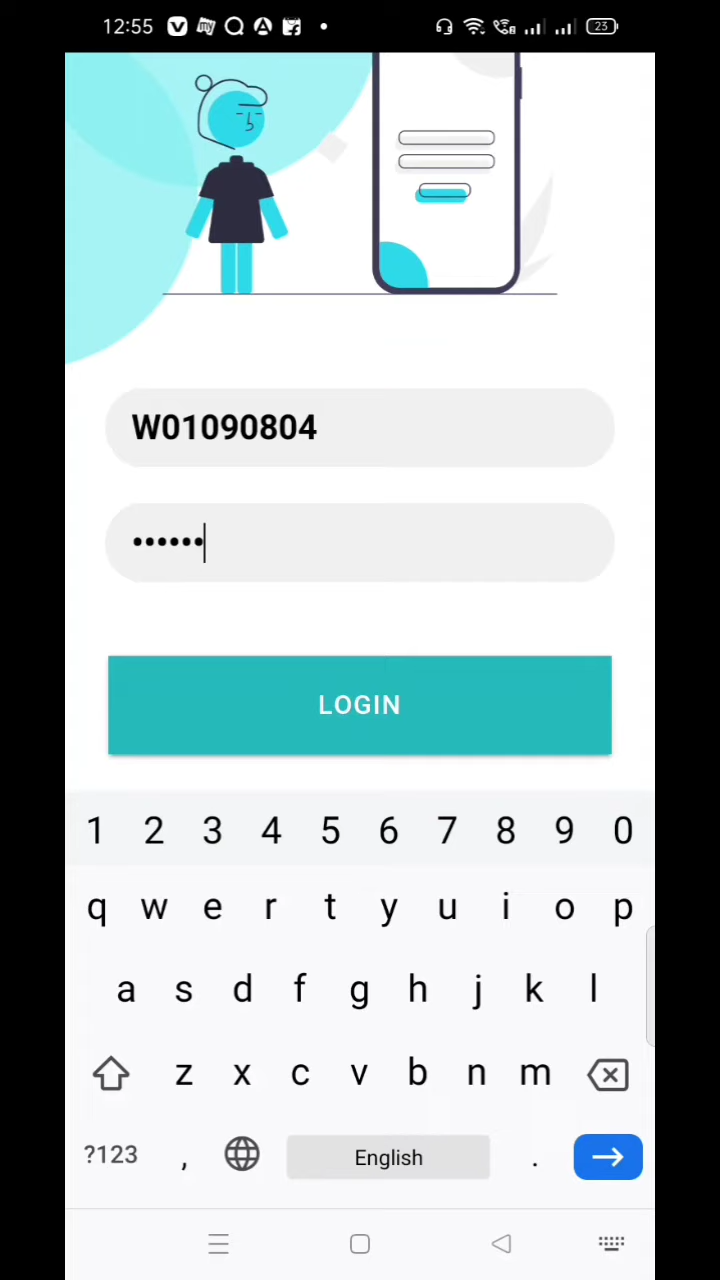 12:55
23
W01090804
••••••
LOGIN
1 2 3 4 5 6 7 8 9 0
q w e r t y u i o p
a s d f g h j k l
z x c v b n m
?123 , English .